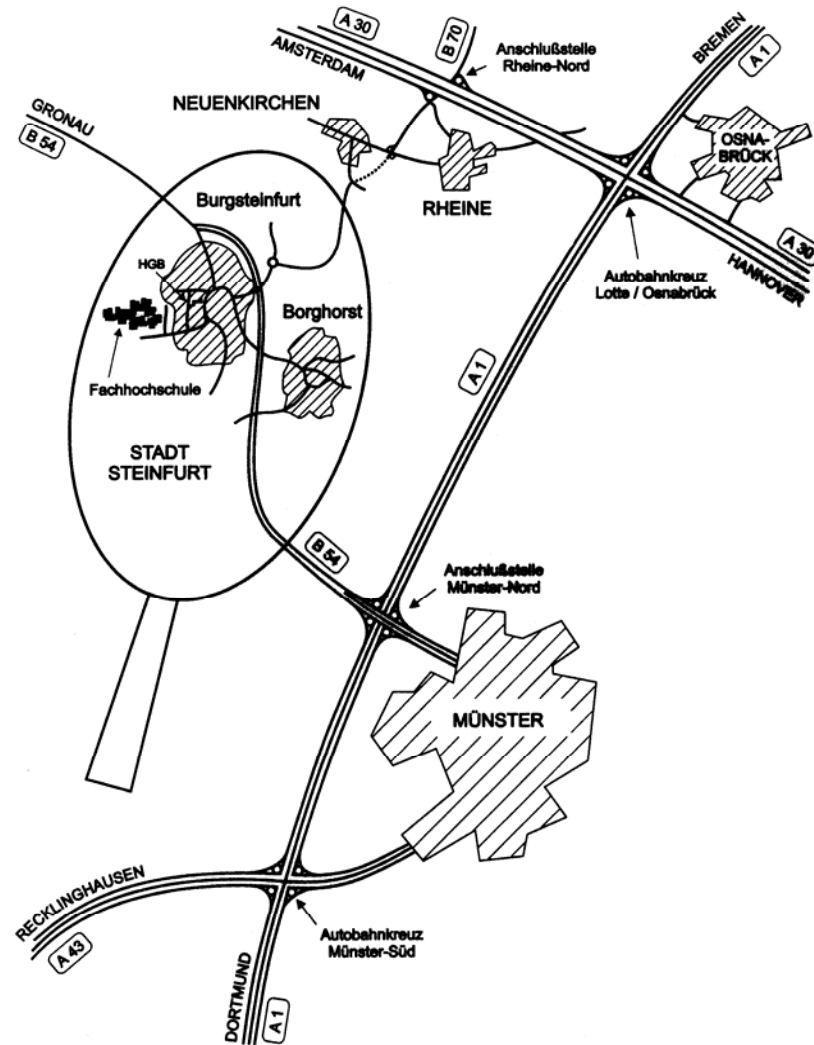 A 30
B 70
AMSTERDAM
Anschlußstelle
Rheine-Nord
BREMEN
A 1
GRONAU
B 54
NEUENKIRCHEN
OSNA-
BRÜCK
RHEINE
Burgsteinfurt
A 30
HANNOVER
HGB
Autobahnkreuz
Lotte / Osnabrück
Borghorst
A 1
Fachhochschule
STADT
STEINFURT
B 54
Anschlußstelle
Münster-Nord
MÜNSTER
RECKLINGHAUSEN
A 43
Autobahnkreuz
Münster-Süd
DORTMUND
A 1